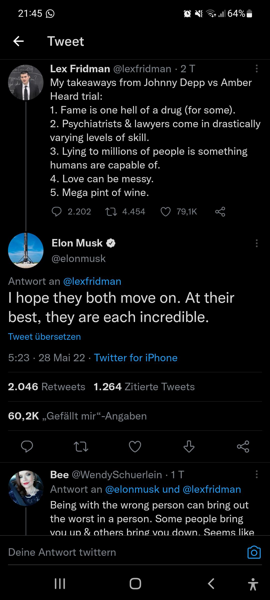 21:45
64%
Tweet
Lex Fridman @lexfridman · 2 T
My takeaways from Johnny Depp vs Amber
Heard trial:
1. Fame is one hell of a drug (for some).
2. Psychiatrists & lawyers come in drastically
varying levels of skill.
3. Lying to millions of people is something
humans are capable of.
4. Love can be messy.
5. Mega pint of wine.
2.202 4.454 79,1K
Elon Musk
@elonmusk
Antwort an @lexfridman
I hope they both move on. At their
best, they are each incredible.
Tweet übersetzen
5:23 · 28 Mai 22 · Twitter for iPhone
2.046 Retweets 1.264 Zitierte Tweets
60,2K „Gefällt mir“-Angaben
Bee @WendySchuerlein · 1 T
Antwort an @elonmusk und @lexfridman
Being with the wrong person can bring out
the worst in a person. Some people bring
you up & others bring you down. Seems like
Deine Antwort twittern